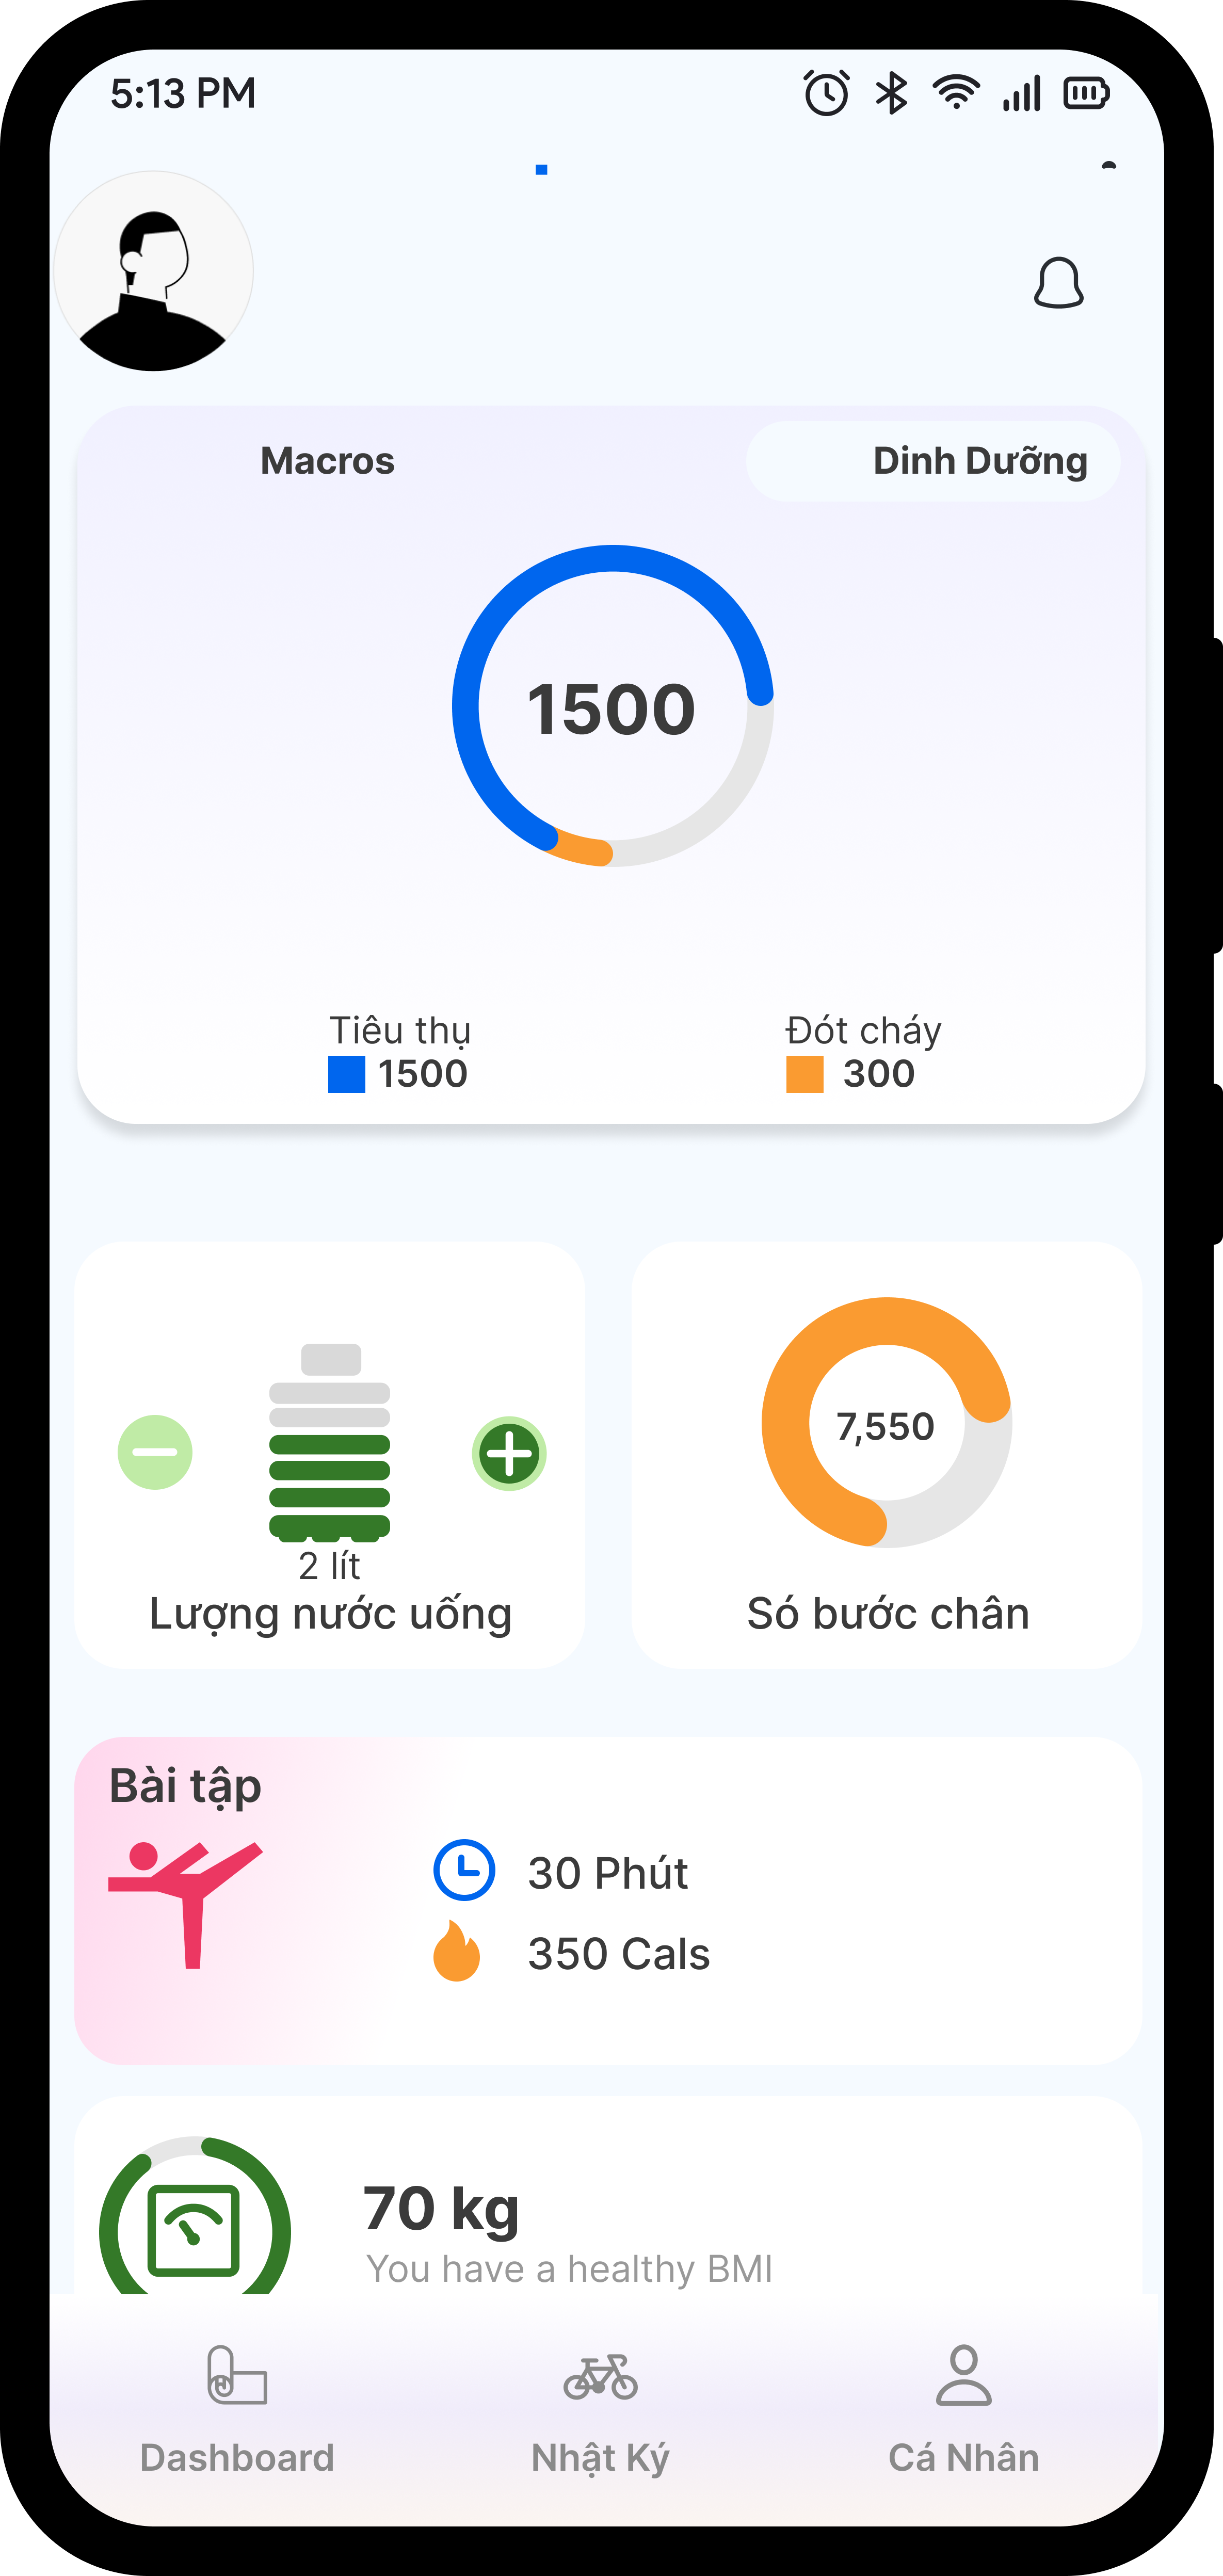 5:13 PM
Macros
Dinh Dưỡng
1500
Tiêu thụ
1500
Đót cháy
300
7,550
2 lít
Lượng nước uống
Só bước chân
Bài tập
30 Phút
350 Cals
70 kg
You have a healthy BMI
Dashboard
Nhật Ký
Cá Nhân